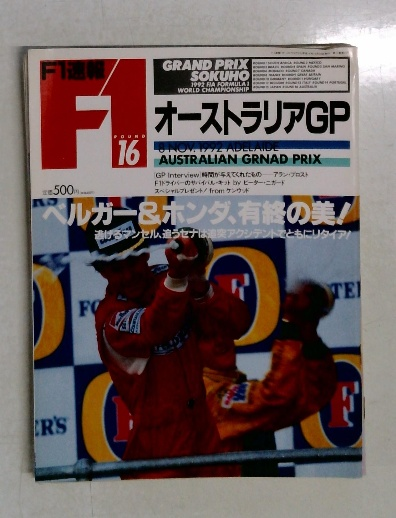 F1速報
GRAND PRIX
SOKUHO
1992 FIA FORMULA 1
WORLD CHAMPIONSHIP
F1
ROUND
16
オーストラリアGP
8 NOV. 1992 ADELAIDE
AUSTRALIAN GRNAD PRIX
定価500円
GP Interview/時間が与えてくれたもの──アラン・プロスト
F1ドライバーのサバイバル・キット by ピーター・ニガード
スペシャルプレゼント! from ケンウッド
ベルガー&ホンダ、有終の美!
逃げるマンセル、追うセナは追突アクシデントでともにリタイア!
FO
F
TE
F
ER'S
F